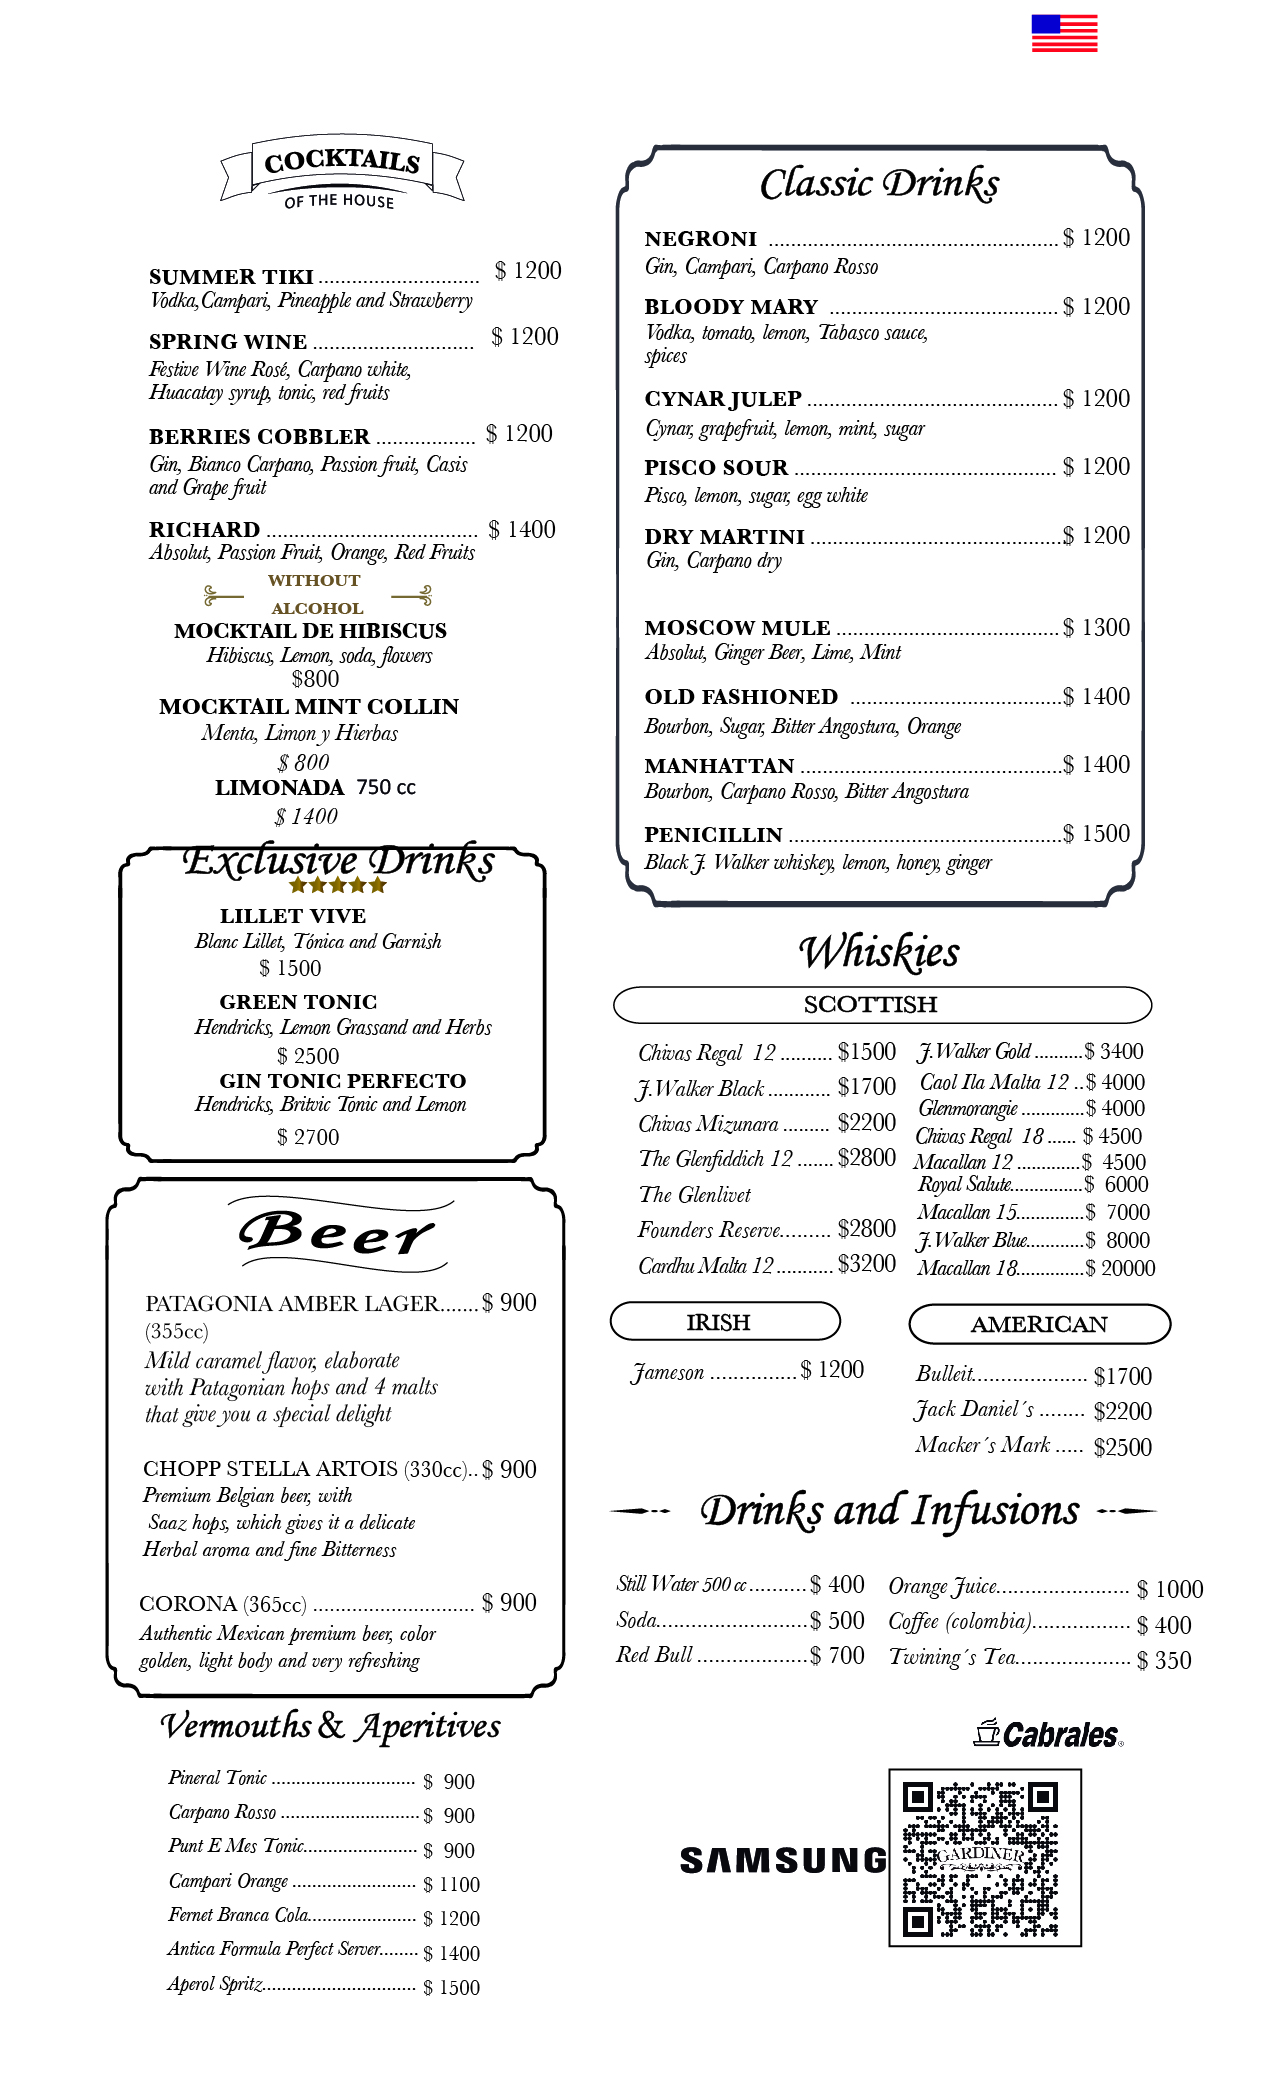 COCKTAILS
OF THE HOUSE
SUMMER TIKI ............................. $ 1200
Vodka,Campari, Pineapple and Strawberry
SPRING WINE ............................. $ 1200
Festive Wine Rosé, Carpano white,
Huacatay syrup, tonic, red fruits
BERRIES COBBLER .................. $ 1200
Gin, Bianco Carpano, Passion fruit, Casis
and Grape fruit
RICHARD ...................................... $ 1400
Absolut, Passion Fruit, Orange, Red Fruits
WITHOUT
ALCOHOL
MOCKTAIL DE HIBISCUS
Hibiscus, Lemon, soda, flowers
$800
MOCKTAIL MINT COLLIN
Menta, Limon y Hierbas
$ 800
LIMONADA 750 cc
$ 1400
Exclusive Drinks
LILLET VIVE
Blanc Lillet, Tónica and Garnish
$ 1500
GREEN TONIC
Hendricks, Lemon Grassand and Herbs
$ 2500
GIN TONIC PERFECTO
Hendricks, Britvic Tonic and Lemon
$ 2700
Beer
PATAGONIA AMBER LAGER.......$ 900
(355cc)
Mild caramel flavor, elaborate
with Patagonian hops and 4 malts
that give you a special delight
CHOPP STELLA ARTOIS (330cc)..$ 900
Premium Belgian beer, with
Saaz hops, which gives it a delicate
Herbal aroma and fine Bitterness
CORONA (365cc) ............................. $ 900
Authentic Mexican premium beer, color
golden, light body and very refreshing
Vermouths & Aperitives
Pineral Tonic ............................. $ 900
Carpano Rosso ............................ $ 900
Punt E Mes Tonic....................... $ 900
Campari Orange ......................... $ 1100
Fernet Branca Cola...................... $ 1200
Antica Formula Perfect Server........ $ 1400
Aperol Spritz............................... $ 1500
Classic Drinks
NEGRONI .................................................... $ 1200
Gin, Campari, Carpano Rosso
BLOODY MARY ......................................... $ 1200
Vodka, tomato, lemon, Tabasco sauce,
spices
CYNAR JULEP ............................................. $ 1200
Cynar, grapefruit, lemon, mint, sugar
PISCO SOUR ............................................... $ 1200
Pisco, lemon, sugar, egg white
DRY MARTINI .............................................$ 1200
Gin, Carpano dry
MOSCOW MULE ........................................ $ 1300
Absolut, Ginger Beer, Lime, Mint
OLD FASHIONED ......................................$ 1400
Bourbon, Sugar, Bitter Angostura, Orange
MANHATTAN ...............................................$ 1400
Bourbon, Carpano Rosso, Bitter Angostura
PENICILLIN .................................................$ 1500
Black J. Walker whiskey, lemon, honey, ginger
Whiskies
SCOTTISH
Chivas Regal 12 ......... $1500
J.Walker Black ........... $1700
Chivas Mizunara ........ $2200
The Glenfiddich 12 ....... $2800
The Glenlivet
Founders Reserve......... $2800
Cardhu Malta 12 .......... $3200
J.Walker Gold .........$ 3400
Caol Ila Malta 12 ..$ 4000
Glenmorangie .............$ 4000
Chivas Regal 18 ...... $ 4500
Macallan 12 .............$ 4500
Royal Salute...............$ 6000
Macallan 15..............$ 7000
J.Walker Blue............$ 8000
Macallan 18..............$ 20000
IRISH
Jameson ...............$ 1200
AMERICAN
Bulleit.................... $1700
Jack Daniel´s ........ $2200
Macker´s Mark ..... $2500
Drinks and Infusions
Still Water 500 cc ..........$ 400
Soda...........................$ 500
Red Bull ...................$ 700
Orange Juice........................ $ 1000
Coffee (colombia)................. $ 400
Twining´s Tea.................... $ 350
Cabrales
SAMSUNG
GARDINER